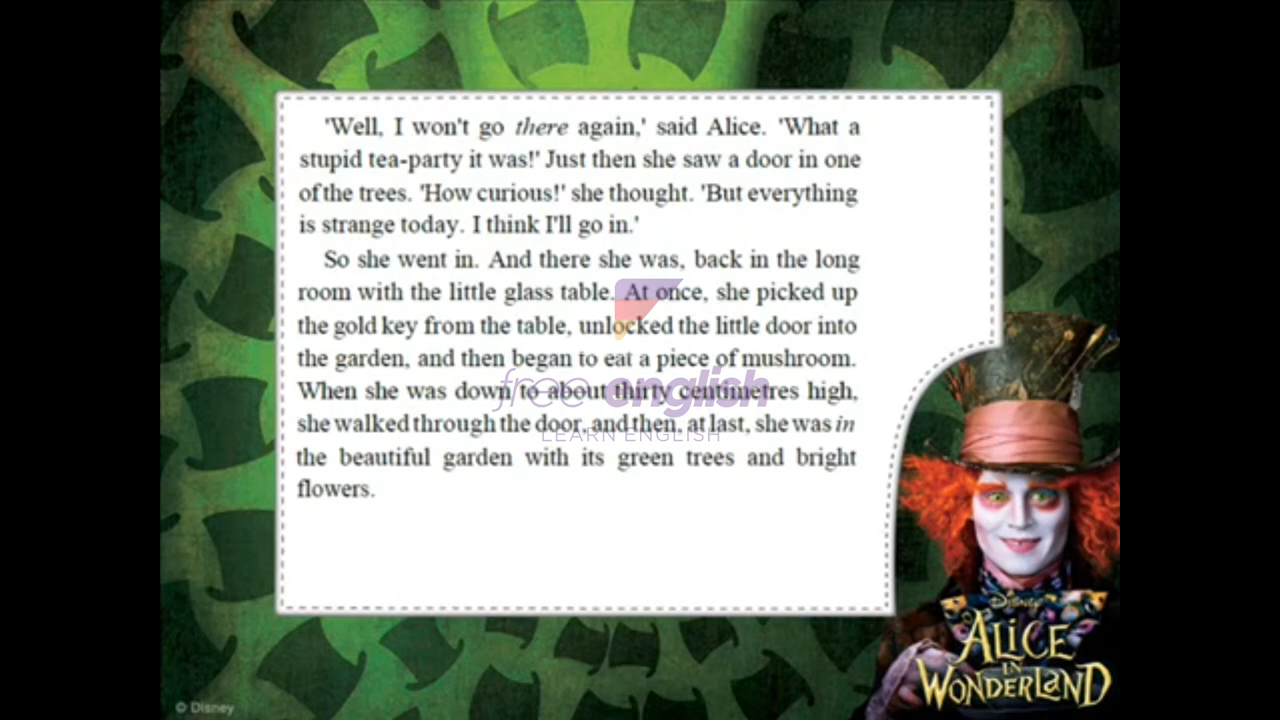 'Well, I won't go there again,' said Alice. 'What a
stupid tea-party it was!' Just then she saw a door in one
of the trees. 'How curious!' she thought. 'But everything
is strange today. I think I'll go in.'
So she went in. And there she was, back in the long
room with the little glass table. At once, she picked up
the gold key from the table, unlocked the little door into
the garden, and then began to eat a piece of mushroom.
When she was down to about thirty centimetres high,
she walked through the door, and then, at last, she was in
the beautiful garden with its green trees and bright
flowers.
free english
LEARN ENGLISH
Disney
ALICE
IN
WONDERLAND
© Disney